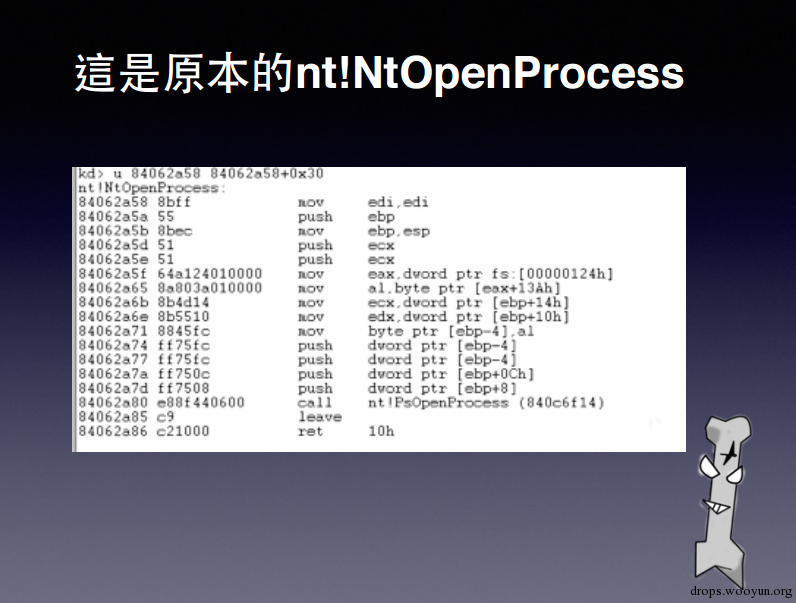 這是原本的nt!NtOpenProcess
kd> u 84062a58 84062a58+0x30
nt!NtOpenProcess:
84062a58 8bff mov edi,edi
84062a5a 55 push ebp
84062a5b 8bec mov ebp,esp
84062a5d 51 push ecx
84062a5e 51 push ecx
84062a5f 64a124010000 mov eax,dword ptr fs:[00000124h]
84062a65 8a803a010000 mov al,byte ptr [eax+13Ah]
84062a6b 8b4d14 mov ecx,dword ptr [ebp+14h]
84062a6e 8b5510 mov edx,dword ptr [ebp+10h]
84062a71 8845fc mov byte ptr [ebp-4],al
84062a74 ff75fc push dword ptr [ebp-4]
84062a77 ff75fc push dword ptr [ebp-4]
84062a7a ff750c push dword ptr [ebp+0Ch]
84062a7d ff7508 push dword ptr [ebp+8]
84062a80 e88f440600 call nt!PsOpenProcess (840c6f14)
84062a85 c9 leave
84062a86 c21000 ret 10h
drops.wooyun.org